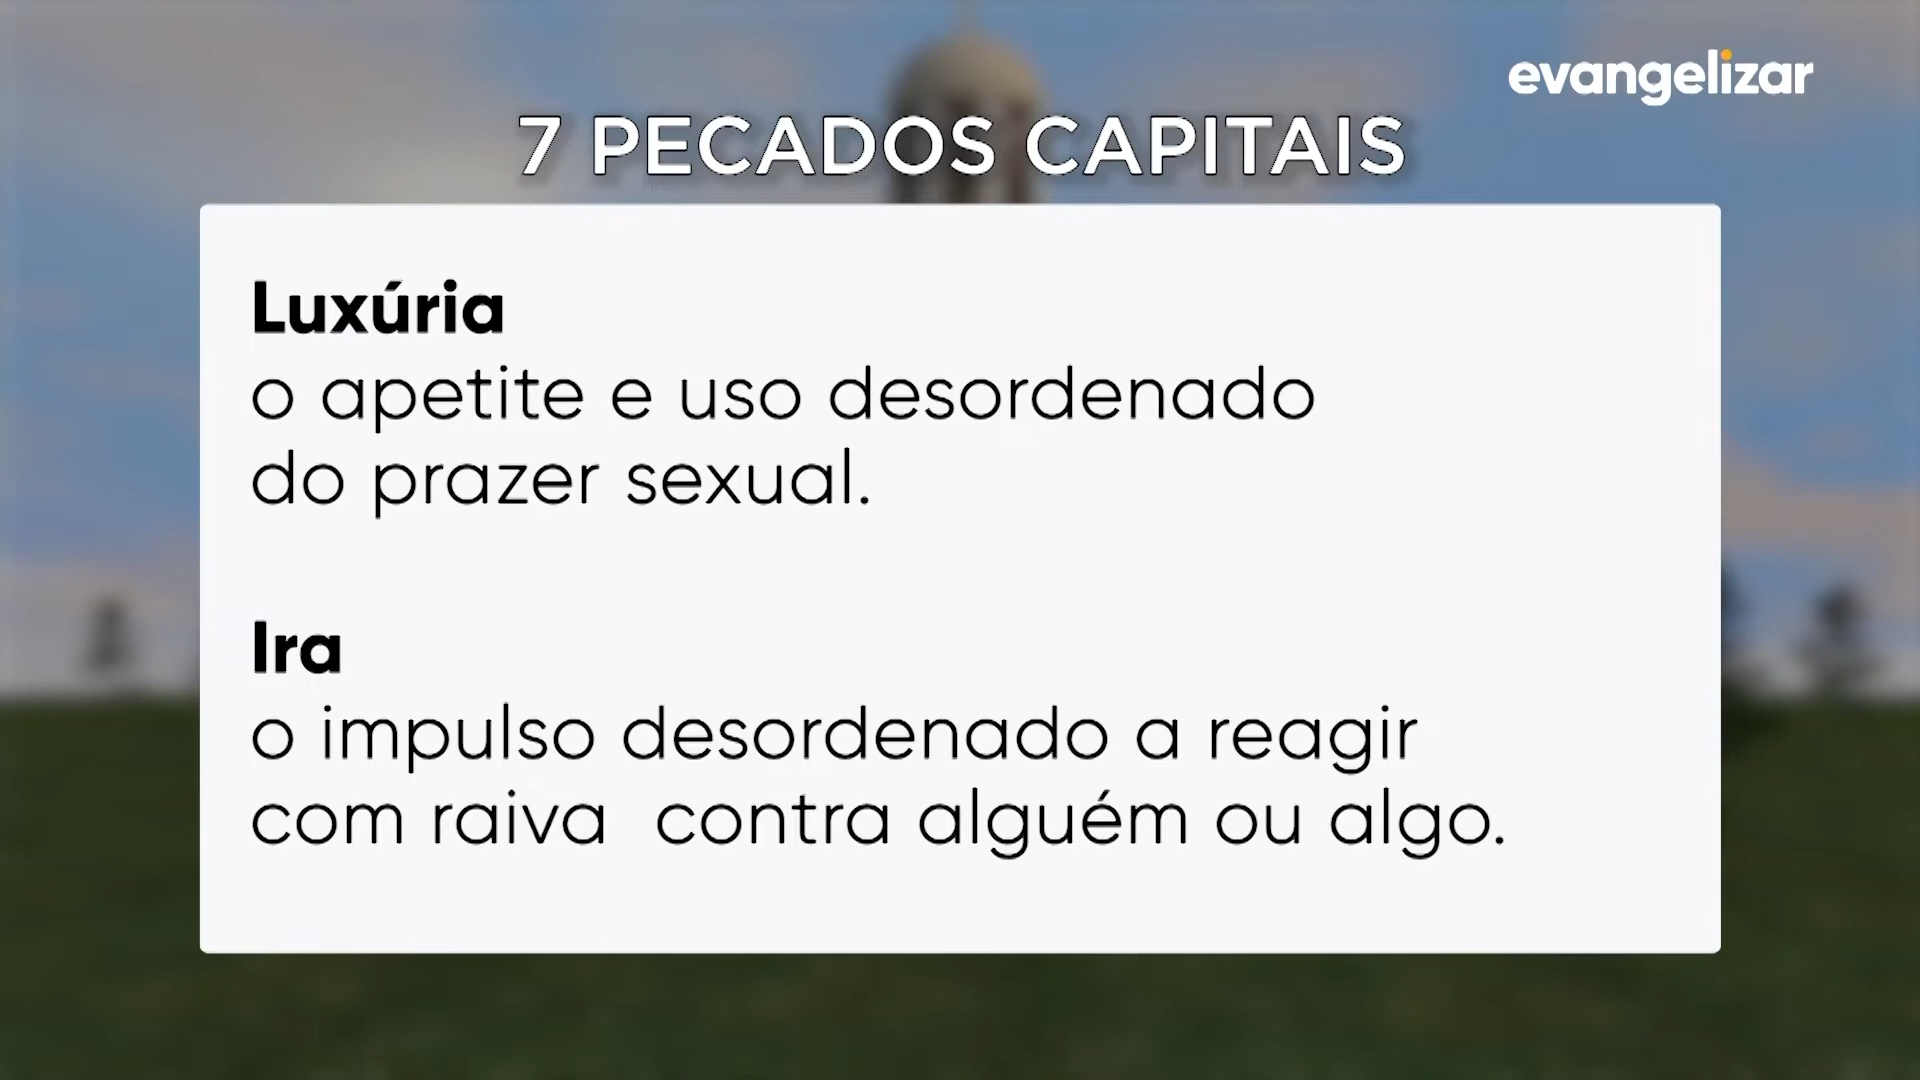 evangelizar
7 PECADOS CAPITAIS
Luxúria
o apetite e uso desordenado
do prazer sexual.
Ira
o impulso desordenado a reagir
com raiva  contra alguém ou algo.